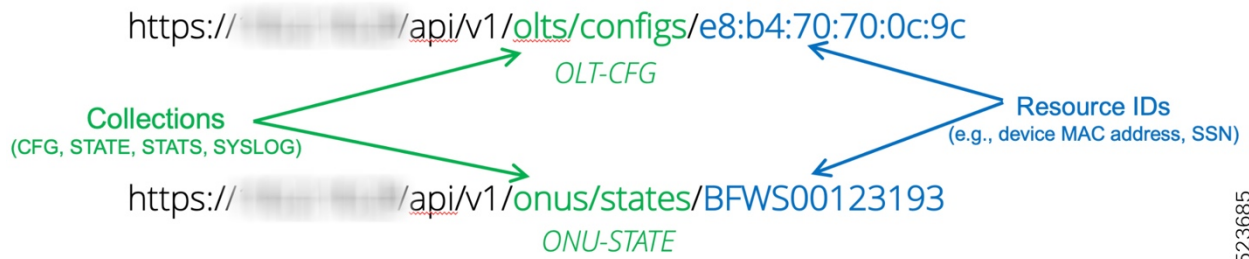 https:///api/v1/olts/configs/e8:b4:70:70:0c:9c
OLT-CFG
Collections
(CFG, STATE, STATS, SYSLOG)
Resource IDs
(e.g., device MAC address, SSN)
https:///api/v1/onus/states/BFWS00123193
ONU-STATE
523685